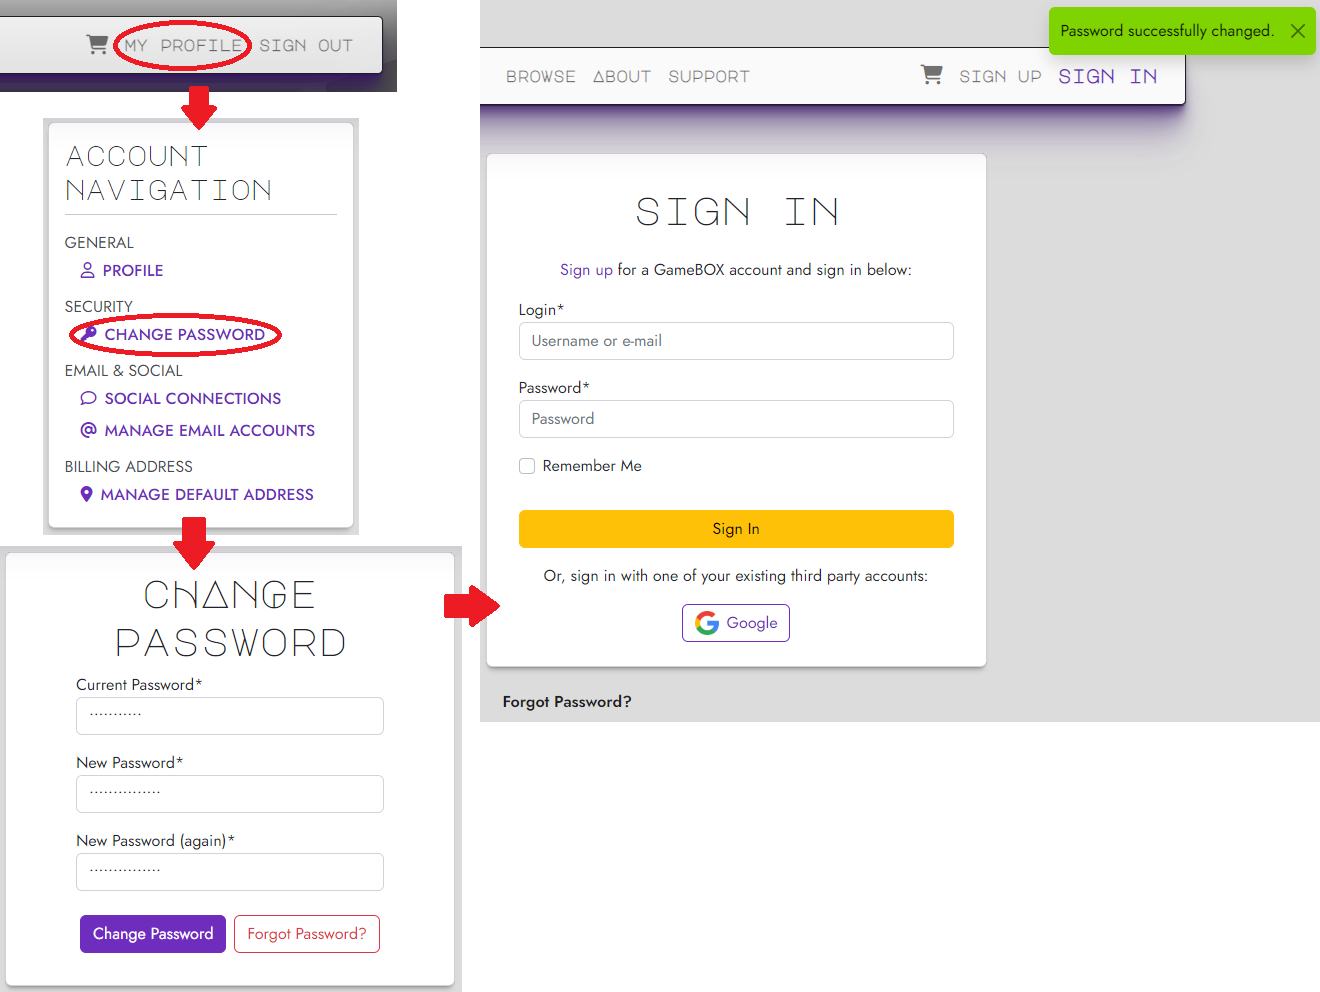 MY PROFILE SIGN OUT
ACCOUNT
NAVIGATION
GENERAL
PROFILE
SECURITY
CHANGE PASSWORD
EMAIL & SOCIAL
SOCIAL CONNECTIONS
MANAGE EMAIL ACCOUNTS
BILLING ADDRESS
MANAGE DEFAULT ADDRESS
CHANGE
PASSWORD
Current Password*
New Password*
New Password (again)*
Change Password Forgot Password?
Password successfully changed.
BROWSE ABOUT SUPPORT SIGN UP SIGN IN
SIGN IN
Sign up for a GameBOX account and sign in below:
Login*
Username or e-mail
Password*
Password
Remember Me
Sign In
Or, sign in with one of your existing third party accounts:
Google
Forgot Password?